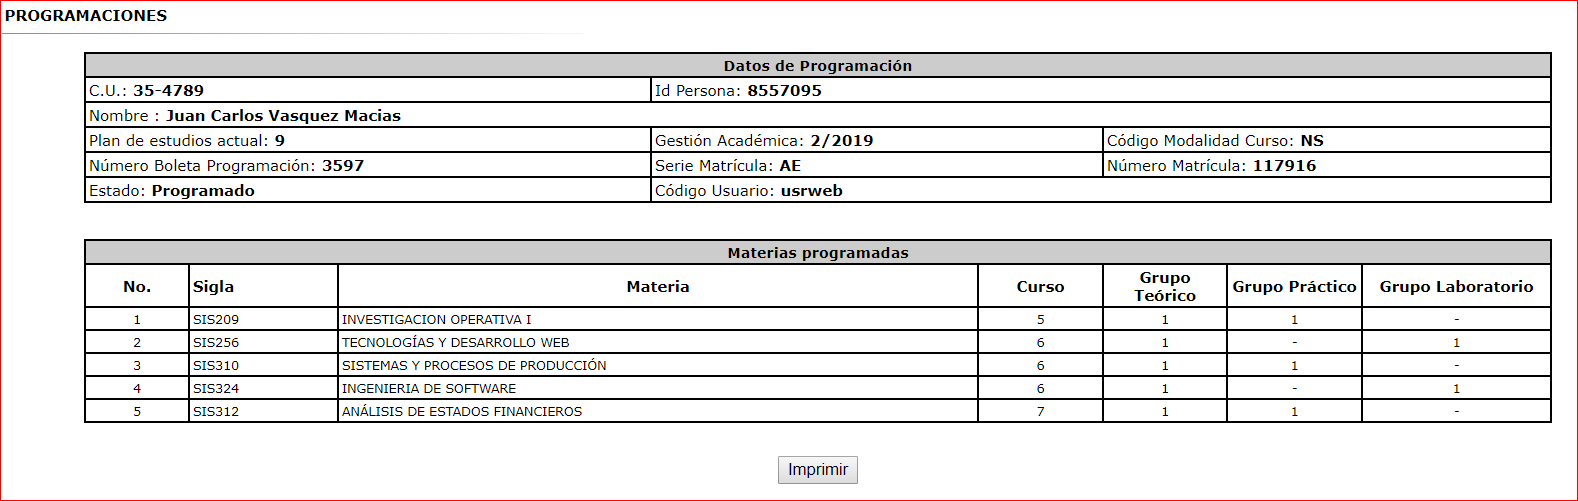 PROGRAMACIONES
Datos de Programación
C.U.: 35-4789 Id Persona: 8557095
Nombre : Juan Carlos Vasquez Macias
Plan de estudios actual: 9 Gestión Académica: 2/2019 Código Modalidad Curso: NS
Número Boleta Programación: 3597 Serie Matrícula: AE Número Matrícula: 117916
Estado: Programado Código Usuario: usrweb
Materias programadas
No. Sigla Materia Curso Grupo Teórico Grupo Práctico Grupo Laboratorio
1 SIS209 INVESTIGACION OPERATIVA I 5 1 1 -
2 SIS256 TECNOLOGÍAS Y DESARROLLO WEB 6 1 - 1
3 SIS310 SISTEMAS Y PROCESOS DE PRODUCCIÓN 6 1 1 -
4 SIS324 INGENIERIA DE SOFTWARE 6 1 - 1
5 SIS312 ANÁLISIS DE ESTADOS FINANCIEROS 7 1 1 -
Imprimir